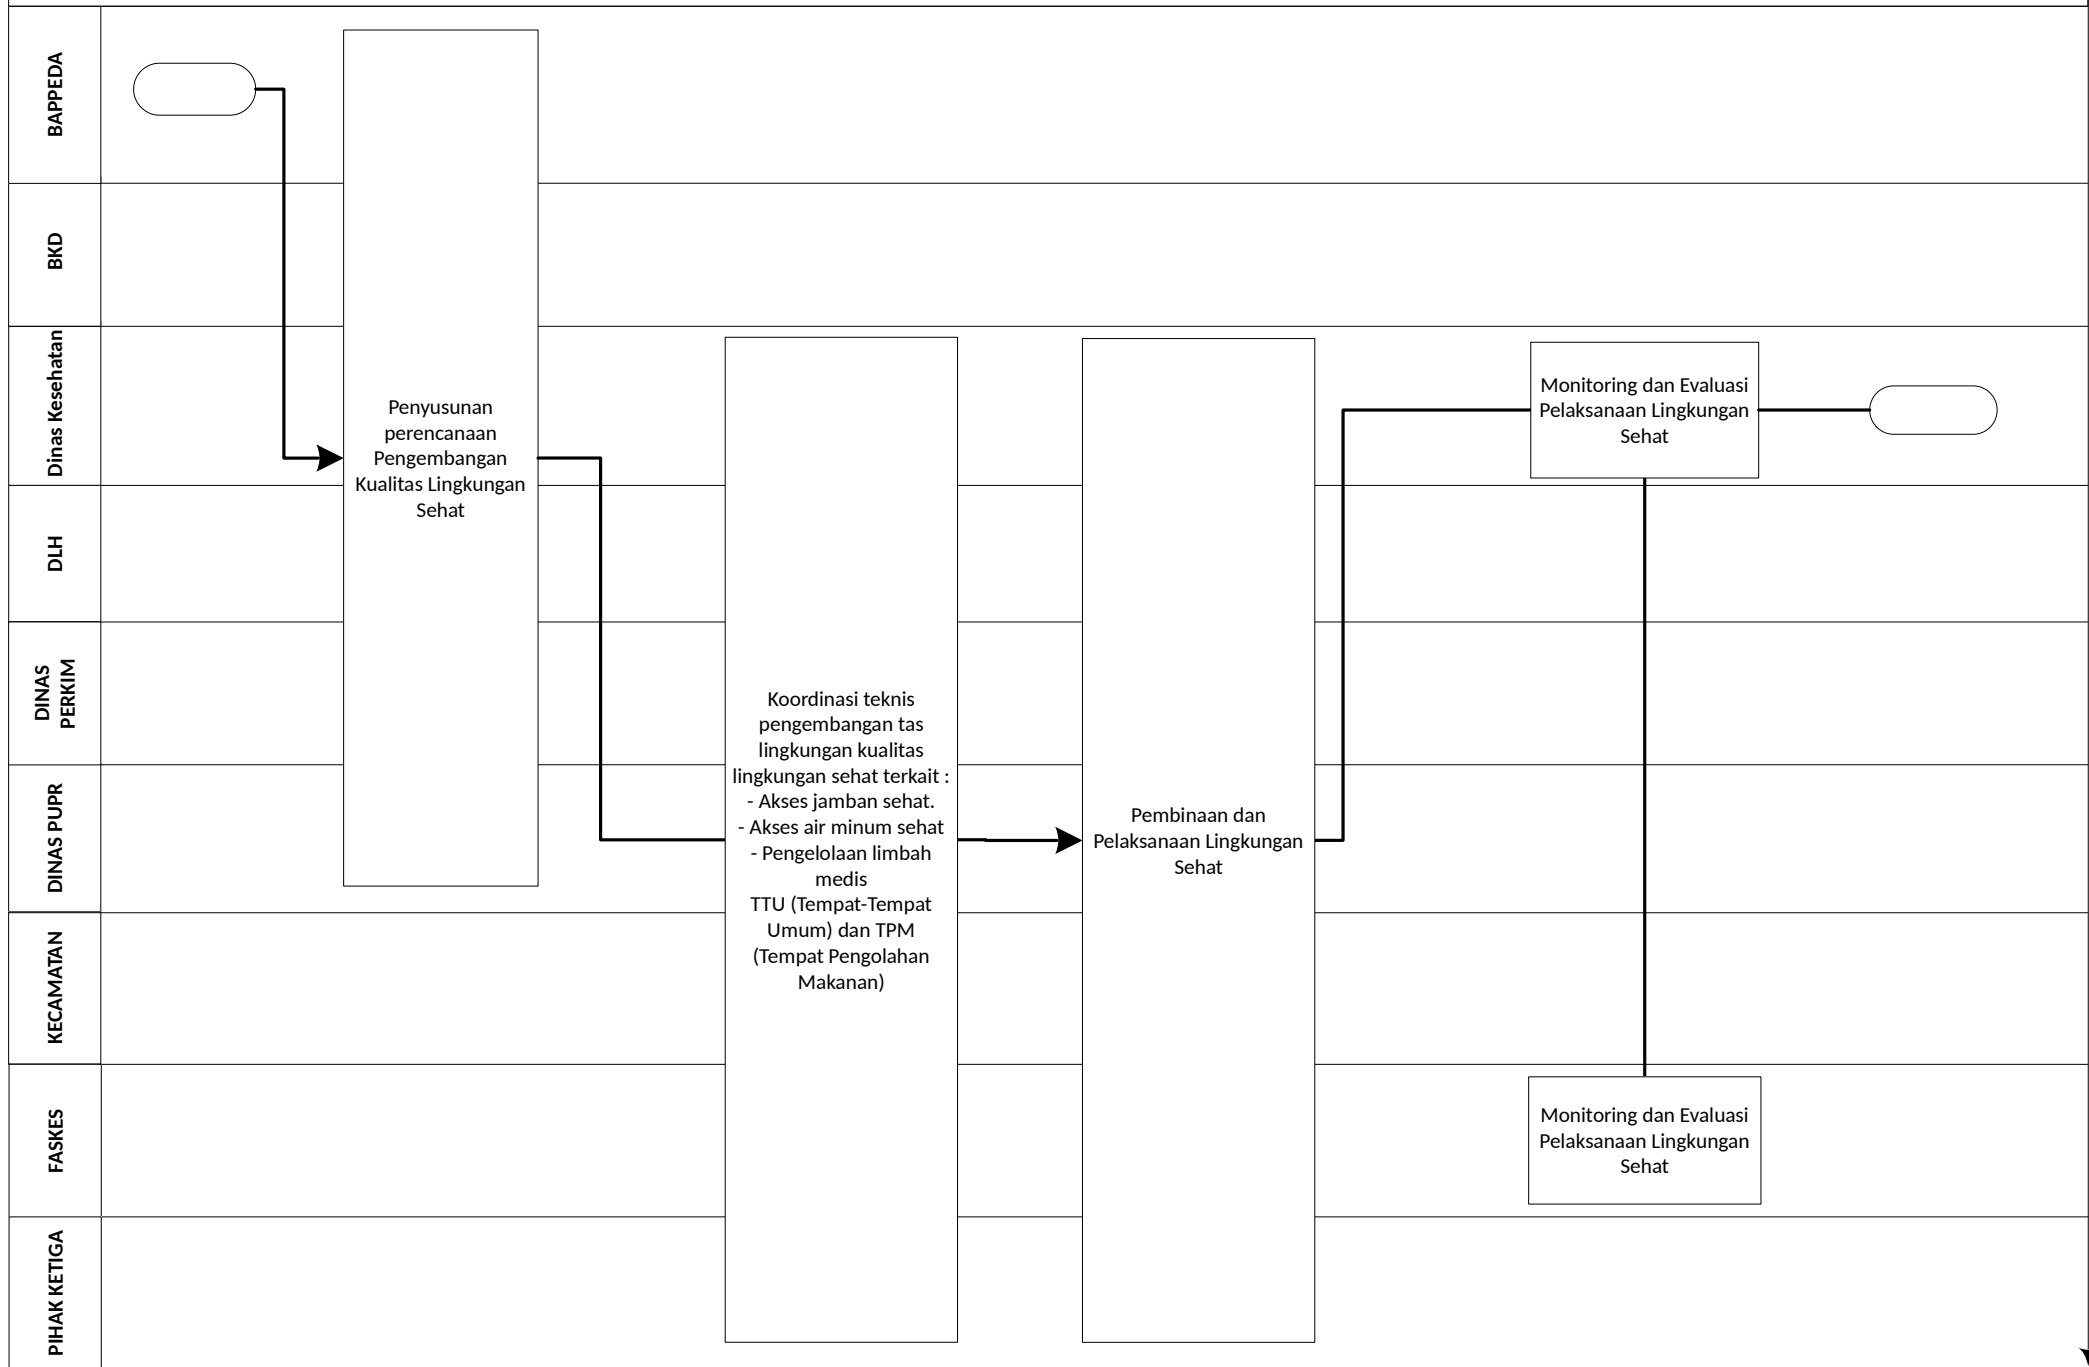 BAPPEDA
BKD
Dinas Kesehatan
DLH
DINAS
PERKIM
DINAS PUPR
KECAMATAN
FASKES
PIHAK KETIGA
Penyusunan
perencanaan
Pengembangan
Kualitas Lingkungan
Sehat
Koordinasi teknis
pengembangan tas
lingkungan kualitas
lingkungan sehat terkait :
- Akses jamban sehat.
- Akses air minum sehat
- Pengelolaan limbah
medis
TTU (Tempat-Tempat
Umum) dan TPM
(Tempat Pengolahan
Makanan)
Pembinaan dan
Pelaksanaan Lingkungan
Sehat
Monitoring dan Evaluasi
Pelaksanaan Lingkungan
Sehat
Monitoring dan Evaluasi
Pelaksanaan Lingkungan
Sehat